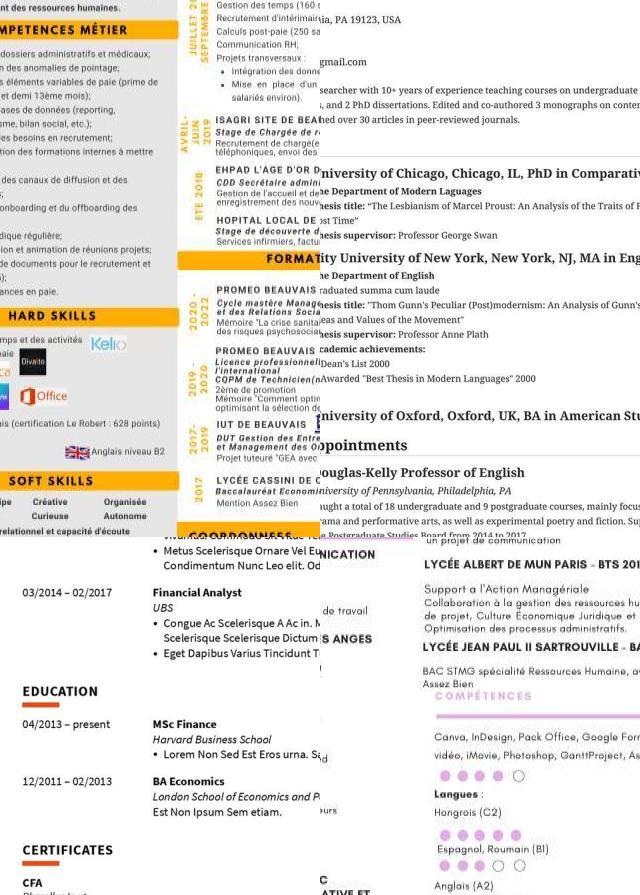 nt des ressources humaines.
MPETENCES MÉTIER
dossiers administratifs et médicaux;
n des anomalies de pointage;
s éléments variables de paie (prime de
et demi 13ème mois);
ases de données (reporting,
sme, bilan social, etc.);
les besoins en recrutement;
tion des formations internes à mettre
des canaux de diffusion et des
s;
onboarding et du offboarding des
dique régulière;
ion et animation de réunions projets;
de documents pour le recrutement et
s);
ances en paie.
HARD SKILLS
mps et des activités
Kelio
paie
Divalto
Office
ais (certification Le Robert : 628 points)
Anglais niveau B2
SOFT SKILLS
ipe Créative Organisée
Curieuse Autonome
relationnel et capacité d'écoute
JUILLET 2
SEPTEMBRE
Gestion des temps (160 s
Recrutement d'intérimair
Calculs post-paie (250 sa
Communication RH;
Projets transversaux :
• Intégration des donné
• Mise en place d'un
salariés environ).
AVRIL-
JUIN
2019
ISAGRI SITE DE BEAU
Stage de Chargée de r
Recrutement de chargé(e
téléphoniques, envoi des
ETE 2018
EHPAD L'AGE D'OR D
CDD Secrétaire admin
Gestion de l'accueil et de
enregistrement des nouv
HOPITAL LOCAL DE
Stage de découverte d
Services infirmiers, factu
FORMAT
2020 -
2022
PROMEO BEAUVAIS
Cycle mastère Manage
et des Relations Socia
Mémoire "La crise sanita
des risques psychosociau
2019 -
2020
PROMEO BEAUVAIS
Licence professionnell
l'international
CQPM de Technicien(n
2ème de promotion
Mémoire "Comment opti
optimisant la sélection de
2017-
2019
IUT DE BEAUVAIS
DUT Gestion des Entre
et Management des O
Projet tuteuré "GEA avec
2017
LYCÉE CASSINI DE C
Baccalauréat Economi
Mention Assez Bien
COORDONNEES
ia, PA 19123, USA
gmail.com
searcher with 10+ years of experience teaching courses on undergraduate
s, and 2 PhD dissertations. Edited and co-authored 3 monographs on contem
hed over 30 articles in peer-reviewed journals.
niversity of Chicago, Chicago, IL, PhD in Comparativ
he Department of Modern Laguages
hesis title: “The Lesbianism of Marcel Proust: An Analysis of the Traits of F
ost Time”
hesis supervisor: Professor George Swan
ity University of New York, New York, NJ, MA in Eng
he Department of English
raduated summa cum laude
hesis title: "Thom Gunn's Peculiar (Post)modernism: An Analysis of Gunn's
deas and Values of the Movement"
hesis supervisor: Professor Anne Plath
cademic achievements:
Dean's List 2000
Awarded "Best Thesis in Modern Languages" 2000
niversity of Oxford, Oxford, UK, BA in American Stu
ppointments
ouglas-Kelly Professor of English
niversity of Pennsylvania, Philadelphia, PA
aught a total of 18 undergraduate and 9 postgraduate courses, mainly focus
rama and performative arts, as well as experimental poetry and fiction. Sup
he Postgraduate Studies Board from 2014 to 2017
• Metus Scelerisque Ornare Vel Eu
Condimentum Nunc Leo elit. Od
03/2014 – 02/2017 Financial Analyst
UBS
• Congue Ac Scelerisque A Ac in. M
Scelerisque Scelerisque Dictum
• Eget Dapibus Varius Tincidunt T
EDUCATION
04/2013 – present MSc Finance
Harvard Business School
• Lorem Non Sed Est Eros urna. S
12/2011 – 02/2013 BA Economics
London School of Economics and P
Est Non Ipsum Sem etiam.
CERTIFICATES
CFA
NICATION
de travail
S ANGES
eurs
ATIVE ET
un projet de communication
LYCÉE ALBERT DE MUN PARIS – BTS 201
Support a l'Action Managériale
Collaboration à la gestion des ressources hu
de projet, Culture Économique Juridique et
Optimisation des processus administratifs.
LYCÉE JEAN PAUL II SARTROUVILLE – BA
BAC STMG spécialité Ressources Humaine, av
Assez Bien
COMPÉTENCES
Canva, InDesign, Pack Office, Google Form
vidéo, iMovie, Photoshop, GanttProject, As
Langues :
Hongrois (C2)
Espagnol, Roumain (B1)
Anglais (A2)